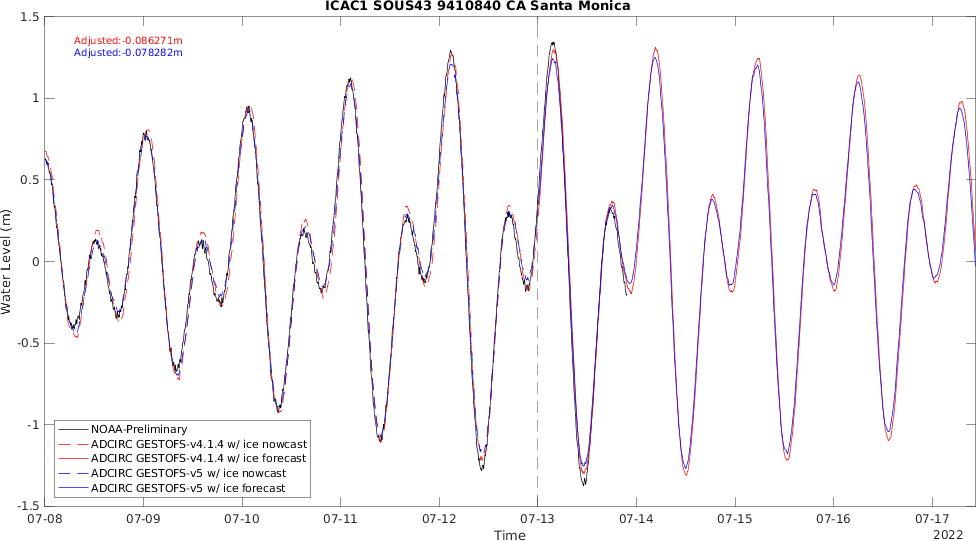 ICAC1 SOUS43 9410840 CA Santa Monica
Adjusted:-0.086271m
Adjusted:-0.078282m
1.5
1
0.5
0
-0.5
-1
-1.5
Water Level (m)
NOAA-Preliminary
ADCIRC GESTOFS-v4.1.4 w/ ice nowcast
ADCIRC GESTOFS-v4.1.4 w/ ice forecast
ADCIRC GESTOFS-v5 w/ ice nowcast
ADCIRC GESTOFS-v5 w/ ice forecast
07-08 07-09 07-10 07-11 07-12 07-13 07-14 07-15 07-16 07-17
Time
2022